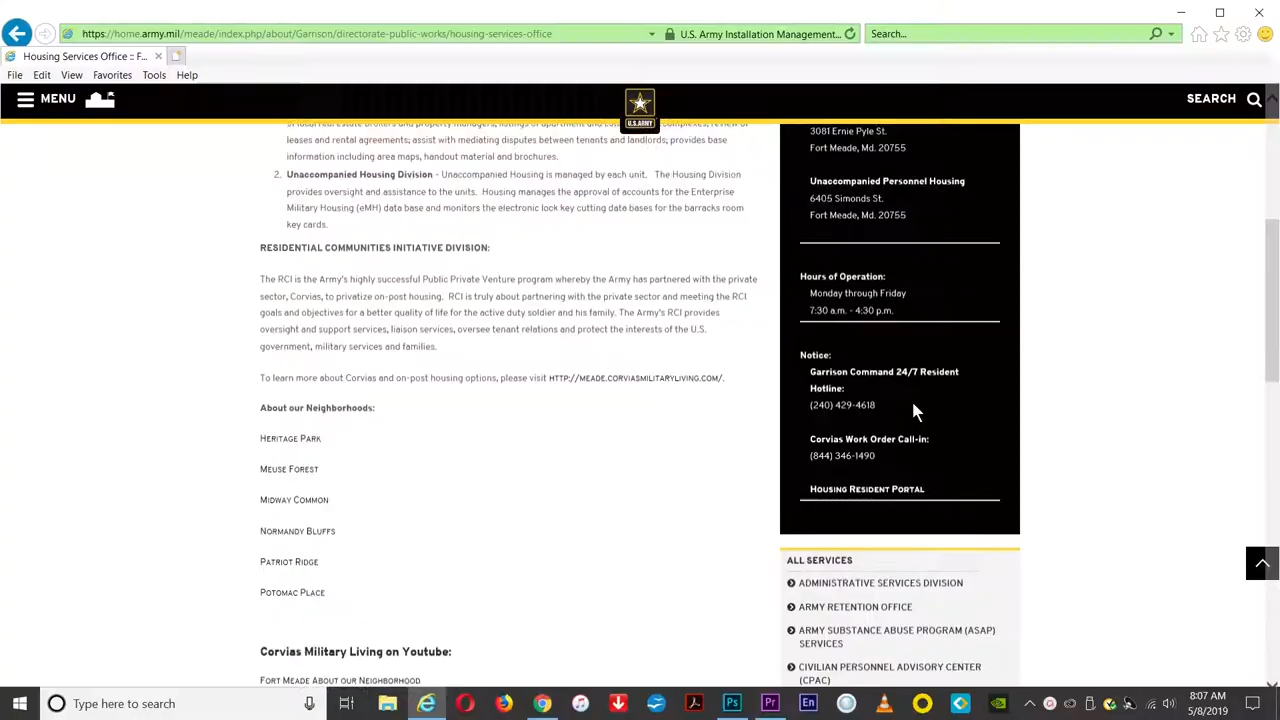 https://home.army.mil/meade/index.php/about/Garrison/directorate-public-works/housing-services-office
U.S. Army Installation Management...
Search...
Housing Services Office :: F...
File Edit View Favorites Tools Help
MENU
U.S.ARMY
SEARCH
leases and rental agreements; assist with mediating disputes between tenants and landlords; provides base
information including area maps, handout material and brochures.
2. Unaccompanied Housing Division - Unaccompanied Housing is managed by each unit. The Housing Division
provides oversight and assistance to the units. Housing manages the approval of accounts for the Enterprise
Military Housing (eMH) data base and monitors the electronic lock key cutting data bases for the barracks room
key cards.
RESIDENTIAL COMMUNITIES INITIATIVE DIVISION:
The RCI is the Army's highly successful Public Private Venture program whereby the Army has partnered with the private
sector, Corvias, to privatize on-post housing. RCI is truly about partnering with the private sector and meeting the RCI
goals and objectives for a better quality of life for the active duty soldier and his family. The Army's RCI provides
oversight and support services, liaison services, oversee tenant relations and protect the interests of the U.S.
government, military services and families.
To learn more about Corvias and on-post housing options, please visit HTTP://MEADE.CORVIASMILITARYLIVING.COM/.
About our Neighborhoods:
HERITAGE PARK
MEUSE FOREST
MIDWAY COMMON
NORMANDY BLUFFS
PATRIOT RIDGE
POTOMAC PLACE
Corvias Military Living on Youtube:
FORT MEADE ABOUT OUR NEIGHBORHOOD
3081 Ernie Pyle St.
Fort Meade, Md. 20755
Unaccompanied Personnel Housing
6405 Simonds St.
Fort Meade, Md. 20755
Hours of Operation:
Monday through Friday
7:30 a.m. - 4:30 p.m.
Notice:
Garrison Command 24/7 Resident
Hotline:
(240) 429-4618
Corvias Work Order Call-in:
(844) 346-1490
HOUSING RESIDENT PORTAL
ALL SERVICES
ADMINISTRATIVE SERVICES DIVISION
ARMY RETENTION OFFICE
ARMY SUBSTANCE ABUSE PROGRAM (ASAP)
SERVICES
CIVILIAN PERSONNEL ADVISORY CENTER
(CPAC)
Type here to search
Ps
Pr
En
8:07 AM
5/8/2019